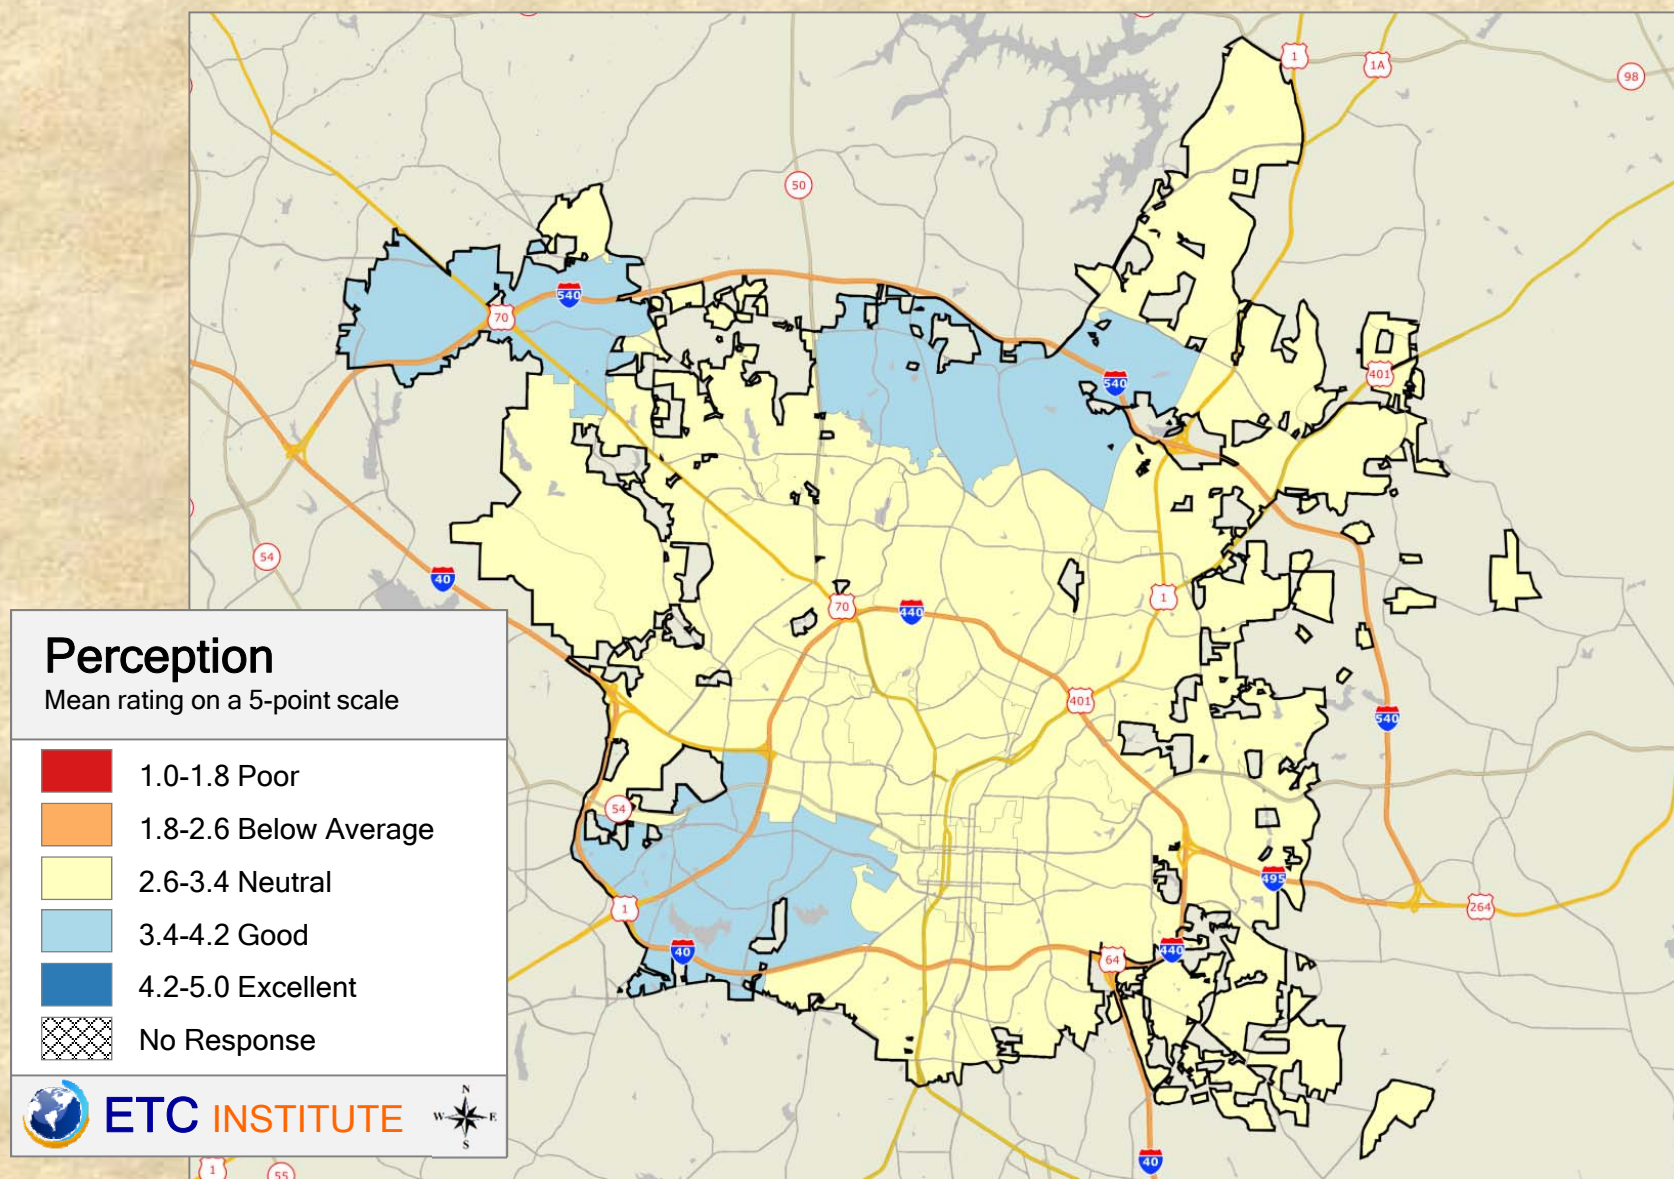 1
1A
98
50
540
70
540
401
54
40
70
440
1
401
540
Perception
Mean rating on a 5-point scale
1.0-1.8 Poor
1.8-2.6 Below Average
2.6-3.4 Neutral
3.4-4.2 Good
4.2-5.0 Excellent
No Response
54
495
264
1
40
64
440
ETC INSTITUTE
N
W E
S
40
1
55